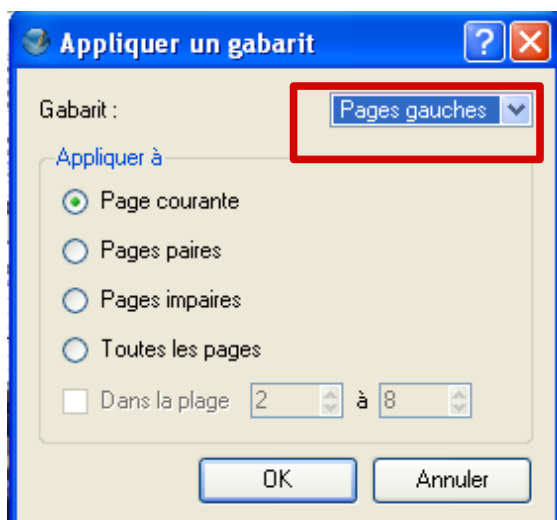 Appliquer un gabarit
Gabarit : Pages gauches
Appliquer à
Page courante
Pages paires
Pages impaires
Toutes les pages
Dans la plage 2 à 8
OK Annuler